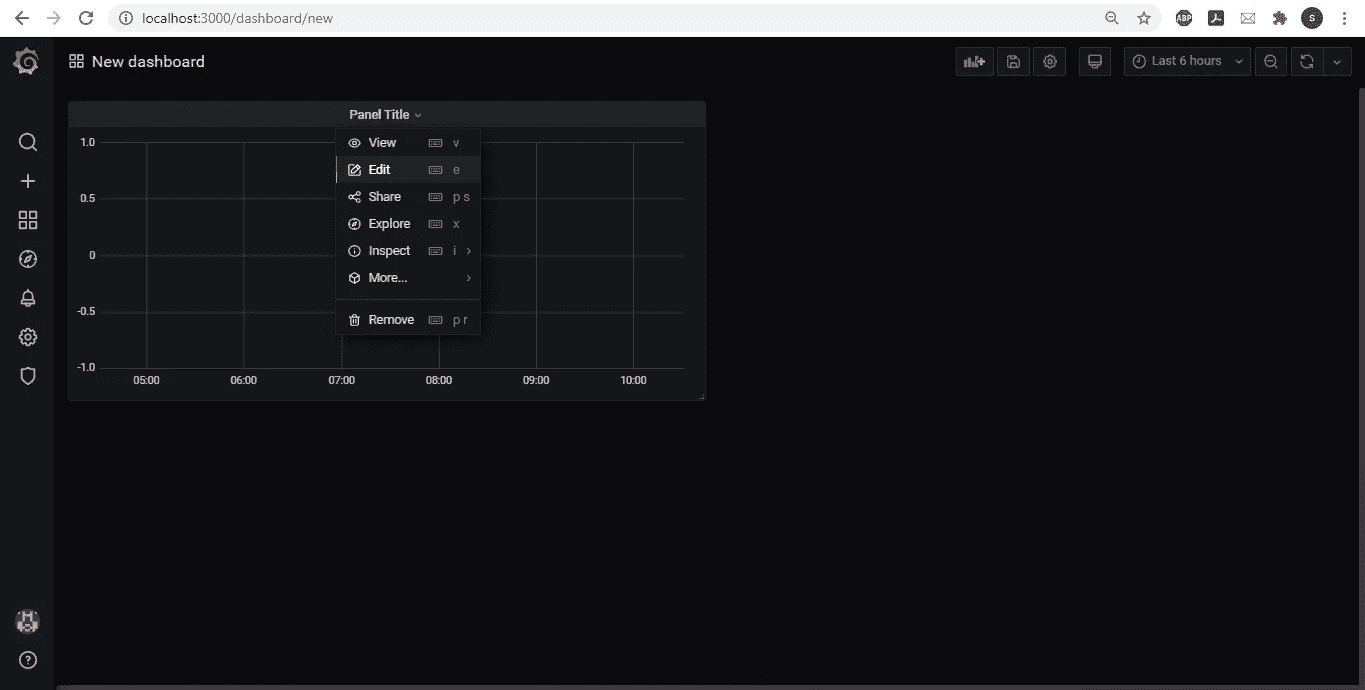 localhost:3000/dashboard/new
ABP
S
New dashboard
Last 6 hours
Panel Title
View v
Edit e
Share p s
Explore x
Inspect i
More...
Remove p r
1.0
0.5
0
-0.5
-1.0
05:00 06:00 07:00 08:00 09:00 10:00